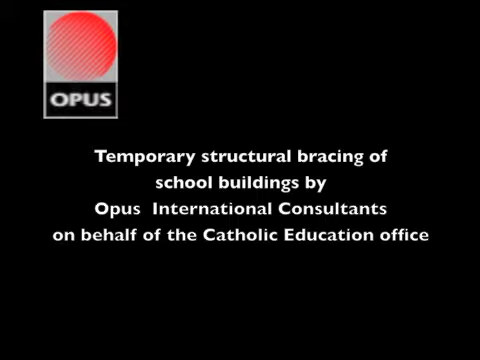 OPUS
Temporary structural bracing of
school buildings by
Opus International Consultants
on behalf of the Catholic Education office